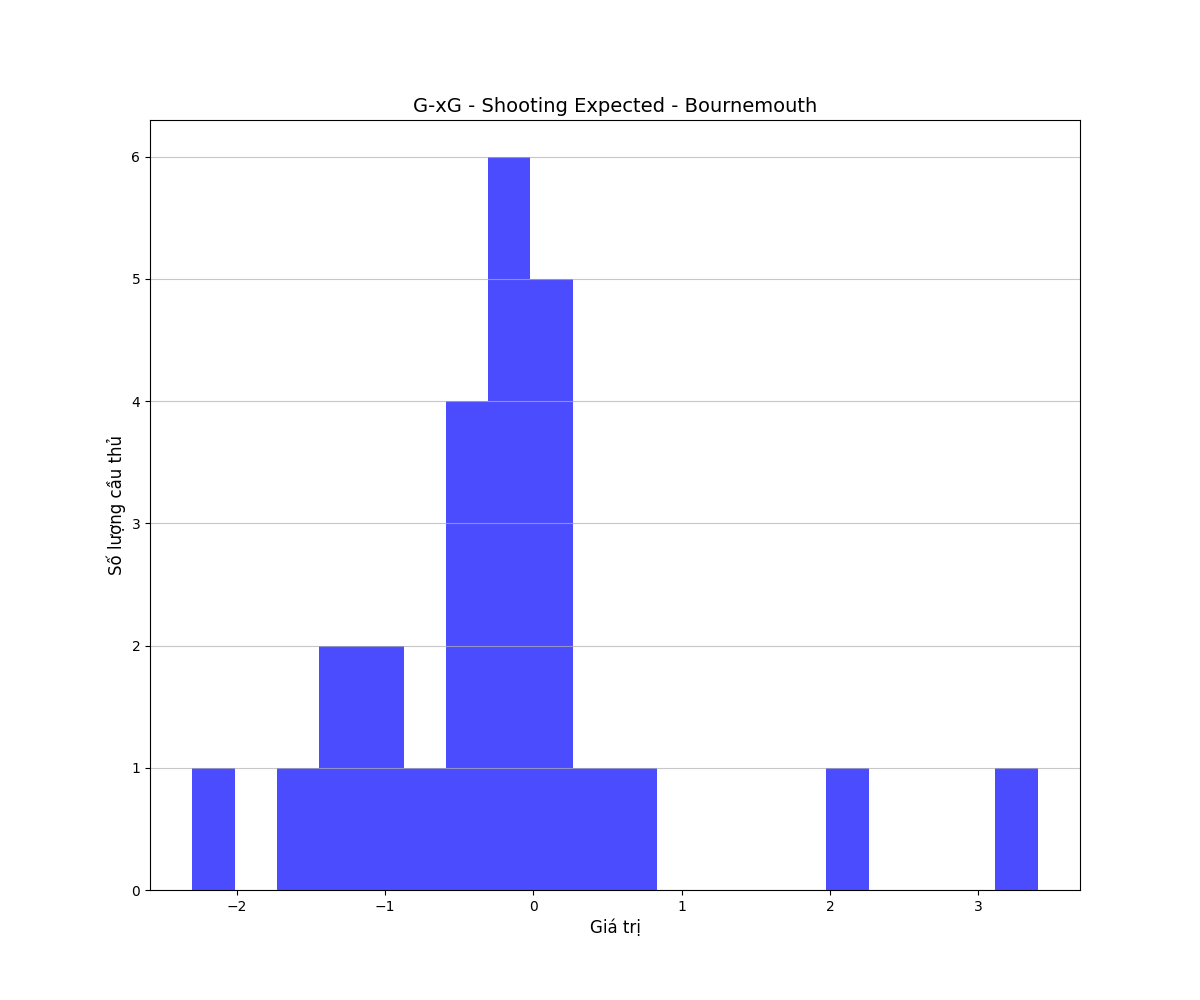 G-xG - Shooting Expected - Bournemouth
6
5
4
3
2
1
0
Số lượng cầu thủ
−2 −1 0 1 2 3
Giá trị